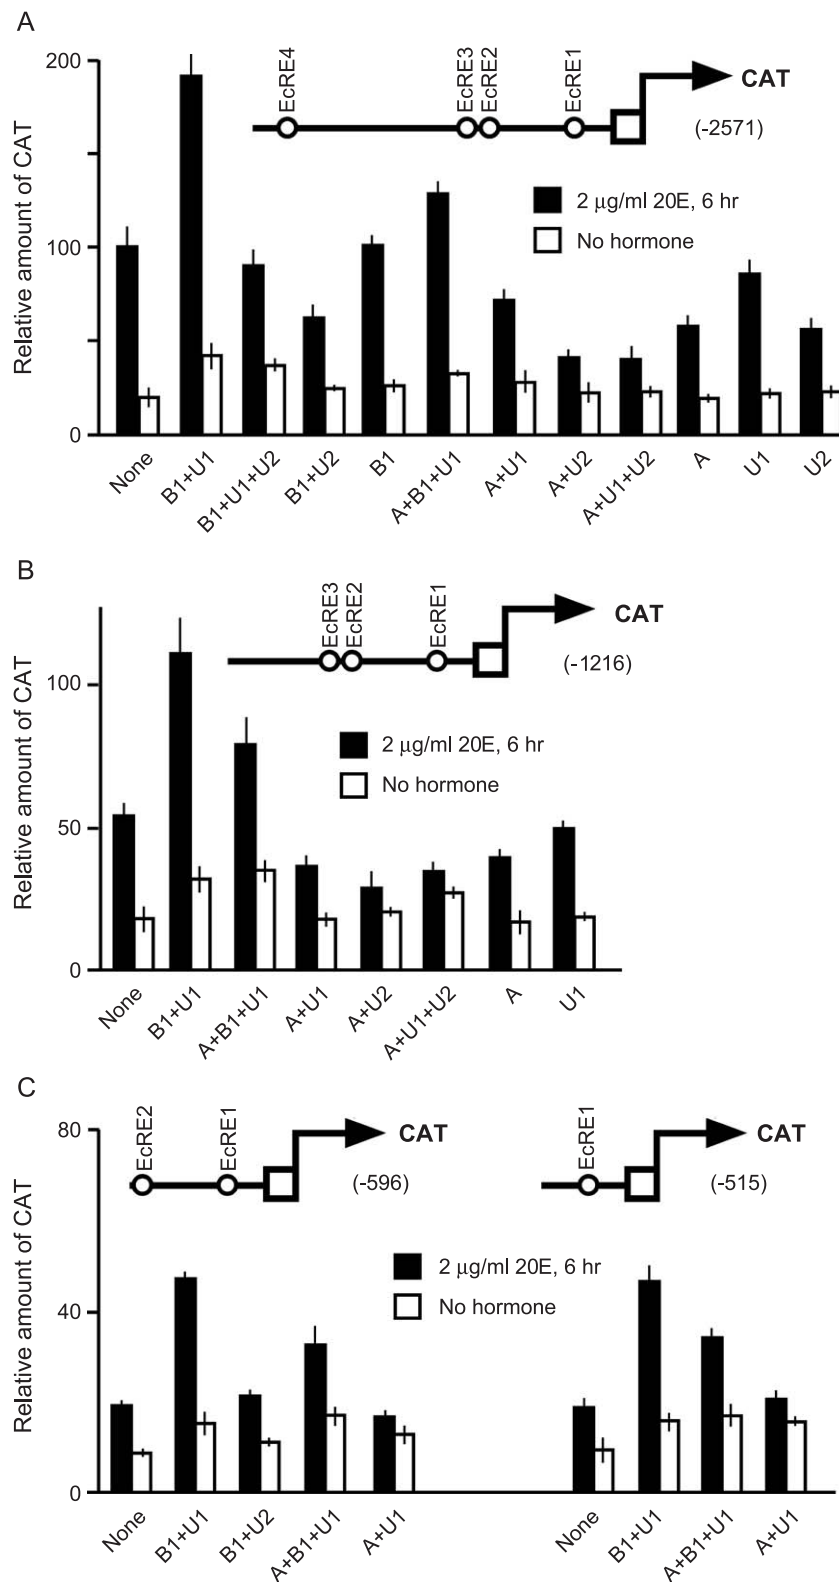 A
EcRE4
EcRE3
EcRE2
EcRE1
CAT
(-2571)
200
100
0
Relative amount of CAT
2 μg/ml 20E, 6 hr
No hormone
None
B1+U1
B1+U1+U2
B1+U2
B1
A+B1+U1
A+U1
A+U2
A+U1+U2
A
U1
U2
B
EcRE3
EcRE2
EcRE1
CAT
(-1216)
100
50
0
Relative amount of CAT
2 μg/ml 20E, 6 hr
No hormone
None
B1+U1
A+B1+U1
A+U1
A+U2
A+U1+U2
A
U1
C
80
40
0
Relative amount of CAT
EcRE2
EcRE1
CAT
(-596)
EcRE1
CAT
(-515)
2 μg/ml 20E, 6 hr
No hormone
None
B1+U1
B1+U2
A+B1+U1
A+U1
None
B1+U1
A+B1+U1
A+U1